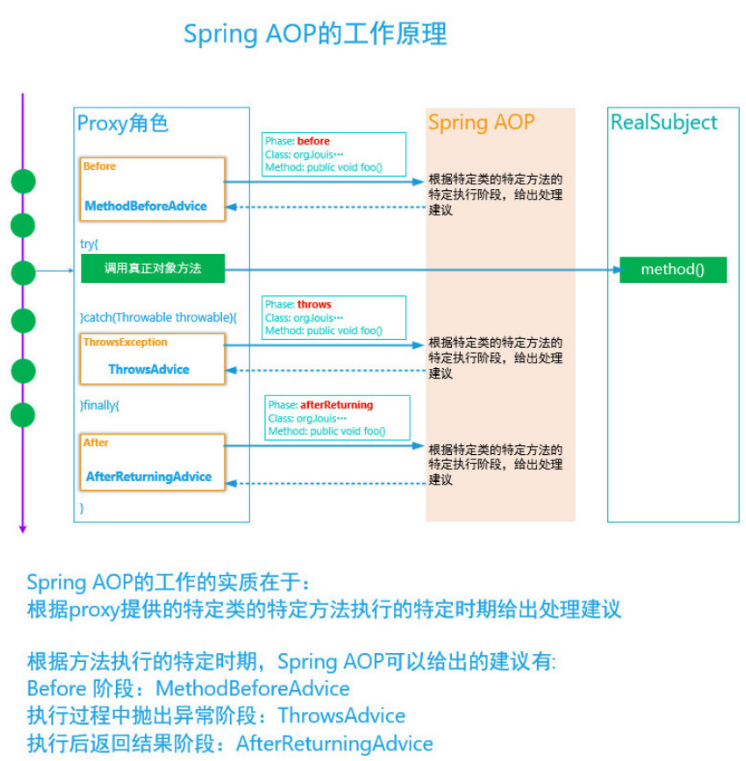 Spring AOP的工作原理
Proxy角色
Spring AOP
RealSubject
Phase: before
Class: org.louis···
Method: public void foo()
Before
MethodBeforeAdvice
根据特定类的特定方法的
特定执行阶段，给出处理
建议
try{
调用真正对象方法
method()
Phase: throws
Class: org.louis···
Method: public void foo()
}catch(Throwable throwable){
ThrowsException
ThrowsAdvice
根据特定类的特定方法的
特定执行阶段，给出处理
建议
}finally{
Phase: afterReturning
Class: org.louis···
Method: public void foo()
After
AfterReturningAdvice
根据特定类的特定方法的
特定执行阶段，给出处理
建议
}
Spring AOP的工作的实质在于：
根据proxy提供的特定类的特定方法执行的特定时期给出处理建议
根据方法执行的特定时期，Spring AOP可以给出的建议有:
Before 阶段：MethodBeforeAdvice
执行过程中抛出异常阶段：ThrowsAdvice
执行后返回结果阶段：AfterReturningAdvice